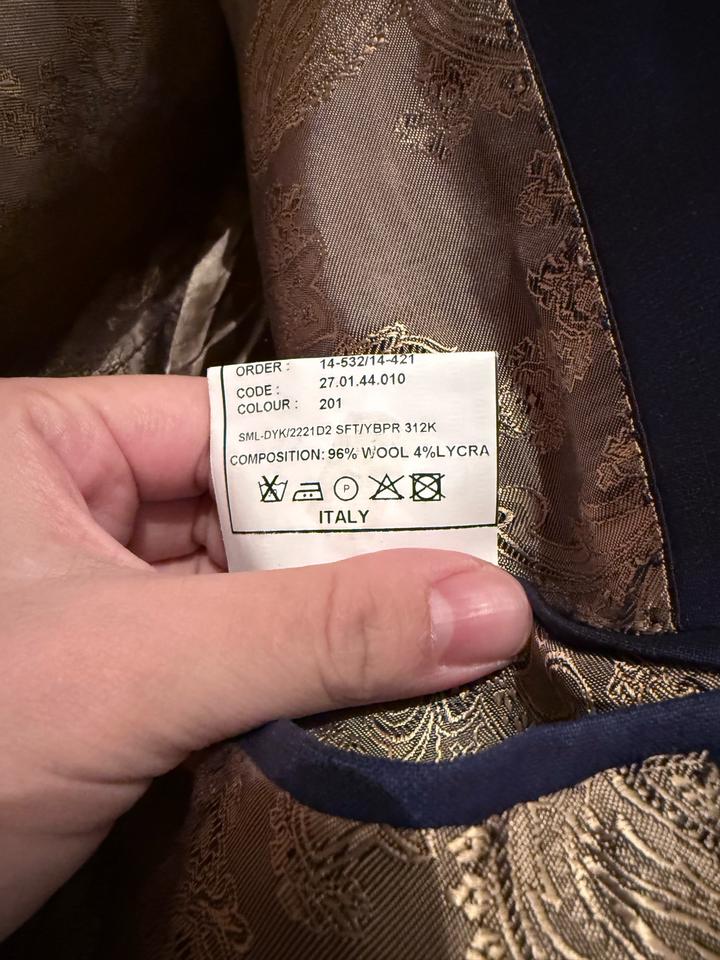 ORDER : 14-532/14-421
CODE : 27.01.44.010
COLOUR : 201
SML-DYK/2221D2 SFT/YBPR 312K
COMPOSITION: 96% WOOL 4%LYCRA
P
ITALY